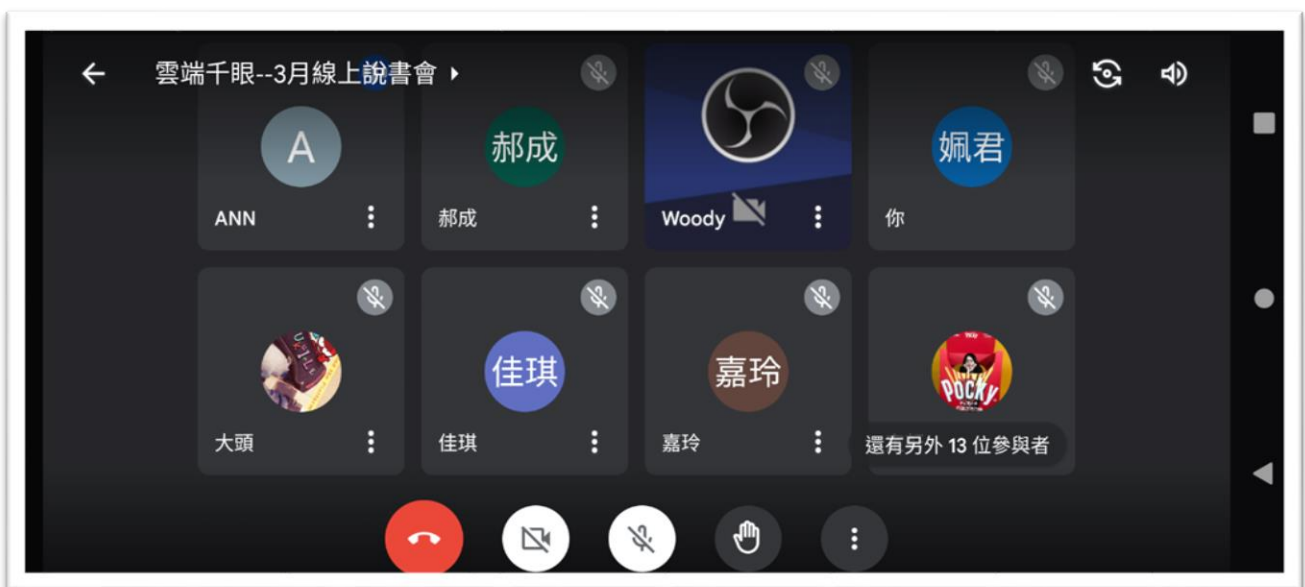 雲端千眼--3月線上說書會
A
郝成
姵君
ANN
郝成
Woody
你
佳琪
嘉玲
POCKY
大頭
佳琪
嘉玲
還有另外 13 位參與者